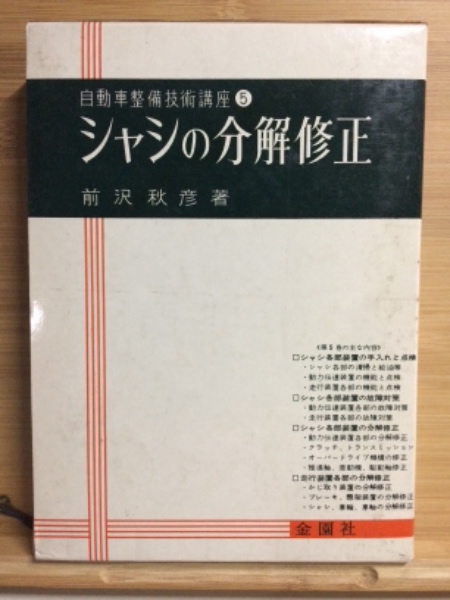 自動車整備技術講座⑤
シャシの分解修正
前沢秋彦著
《第5巻の主な内容》
□シャシ各部装置の手入れと点検
・シャシ各部の清掃と給油等
・動力伝達装置の機能と点検
・走行装置各部の機能と点検
□シャシ各部装置の故障対策
・動力伝達装置各部の故障対策
・走行装置各部の故障対策
□シャシ各部装置の分解修正
・動力伝達装置各部の分解修正
・クラッチ、トランスミッション
・オーバードライブ機構の修正
・推進軸、差動機、駆動軸修正
□走行装置各部の分解修正
・かじ取り装置の分解修正
・ブレーキ、懸架装置の分解修正
・シャシ、車輪、車軸の分解修正
金園社